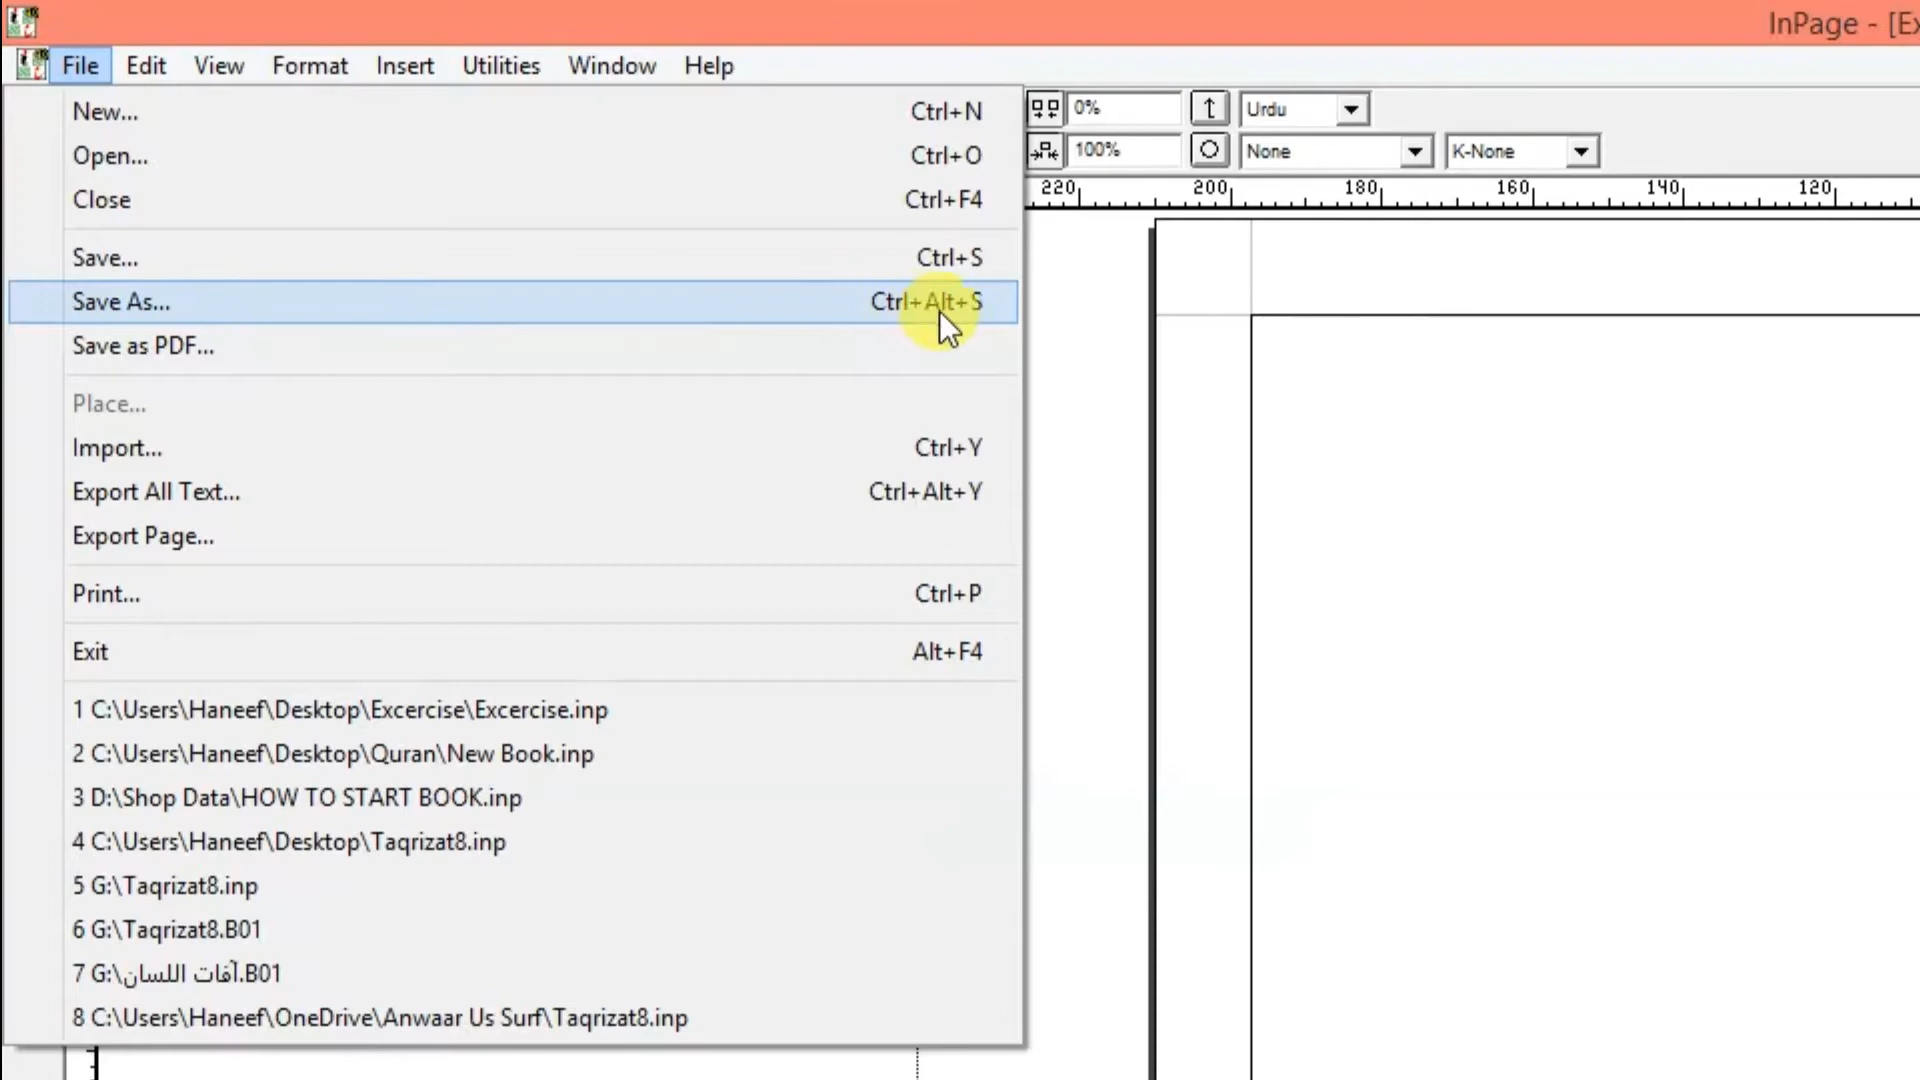 InPage - [Ex
File Edit View Format Insert Utilities Window Help
New... Ctrl+N
Open... Ctrl+O
Close Ctrl+F4
Save... Ctrl+S
Save As... Ctrl+Alt+S
Save as PDF...
Place...
Import... Ctrl+Y
Export All Text... Ctrl+Alt+Y
Export Page...
Print... Ctrl+P
Exit Alt+F4
1 C:\Users\Haneef\Desktop\Excercise\Excercise.inp
2 C:\Users\Haneef\Desktop\Quran\New Book.inp
3 D:\Shop Data\HOW TO START BOOK.inp
4 C:\Users\Haneef\Desktop\Taqrizat8.inp
5 G:\Taqrizat8.inp
6 G:\Taqrizat8.B01
7 G:\آفات اللسان.B01
8 C:\Users\Haneef\OneDrive\Anwaar Us Surf\Taqrizat8.inp
0% Urdu
100% None K-None
220 200 180 160 140 120